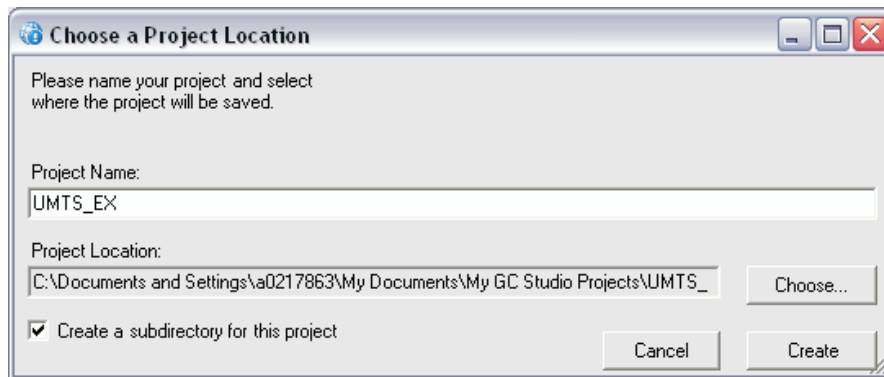 Choose a Project Location
Please name your project and select
where the project will be saved.
Project Name:
UMTS_EX
Project Location:
C:\Documents and Settings\a0217863\My Documents\My GC Studio Projects\UMTS_
Choose...
Create a subdirectory for this project
Cancel
Create